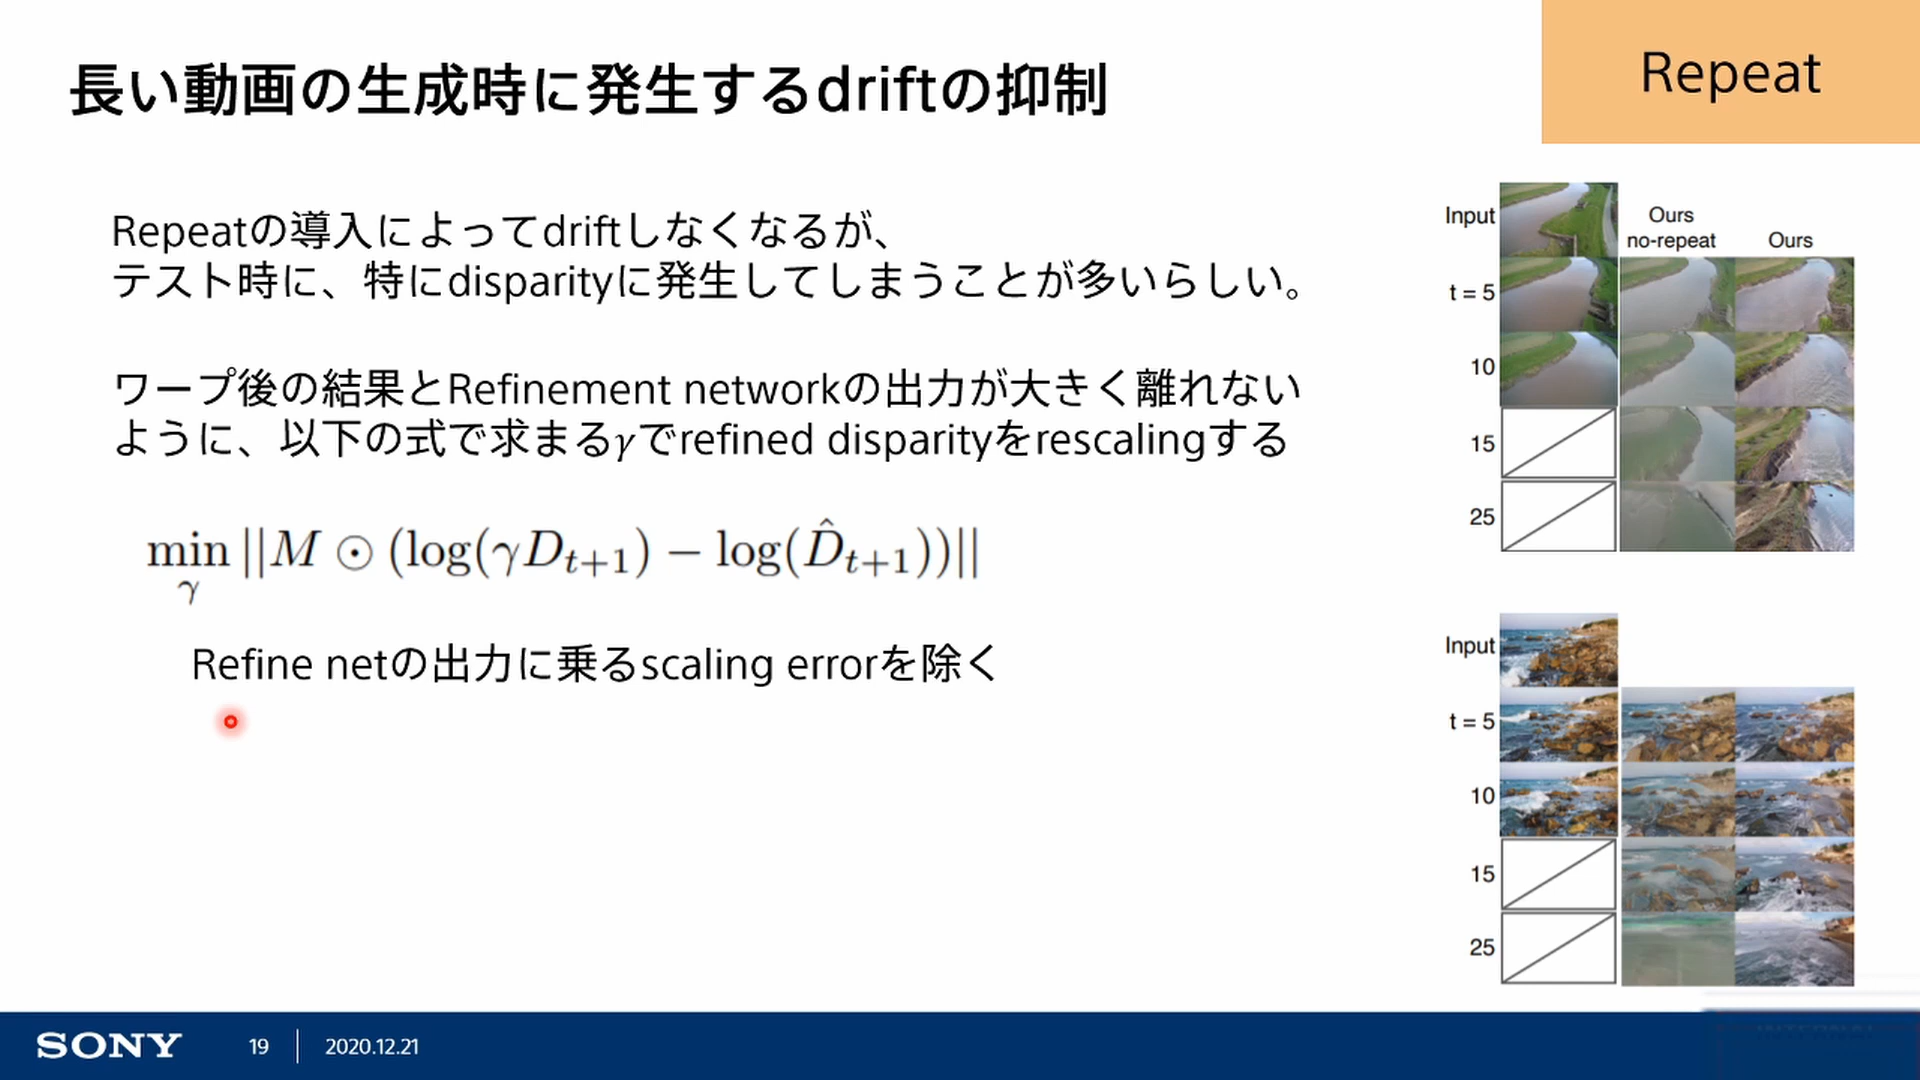 長い動画の生成時に発生するdriftの抑制
Repeat
Repeatの導入によってdriftしなくなるが、
テスト時に、特にdisparityに発生してしまうことが多いらしい。
ワープ後の結果とRefinement networkの出力が大きく離れない
ように、以下の式で求まるγでrefined disparityをrescalingする
min_γ ||M ⊙ (log(γD_{t+1}) − log(D̂_{t+1}))||
Refine netの出力に乗るscaling errorを除く
Input
Ours
no-repeat
Ours
t = 5
10
15
25
Input
t = 5
10
15
25
SONY
19
2020.12.21